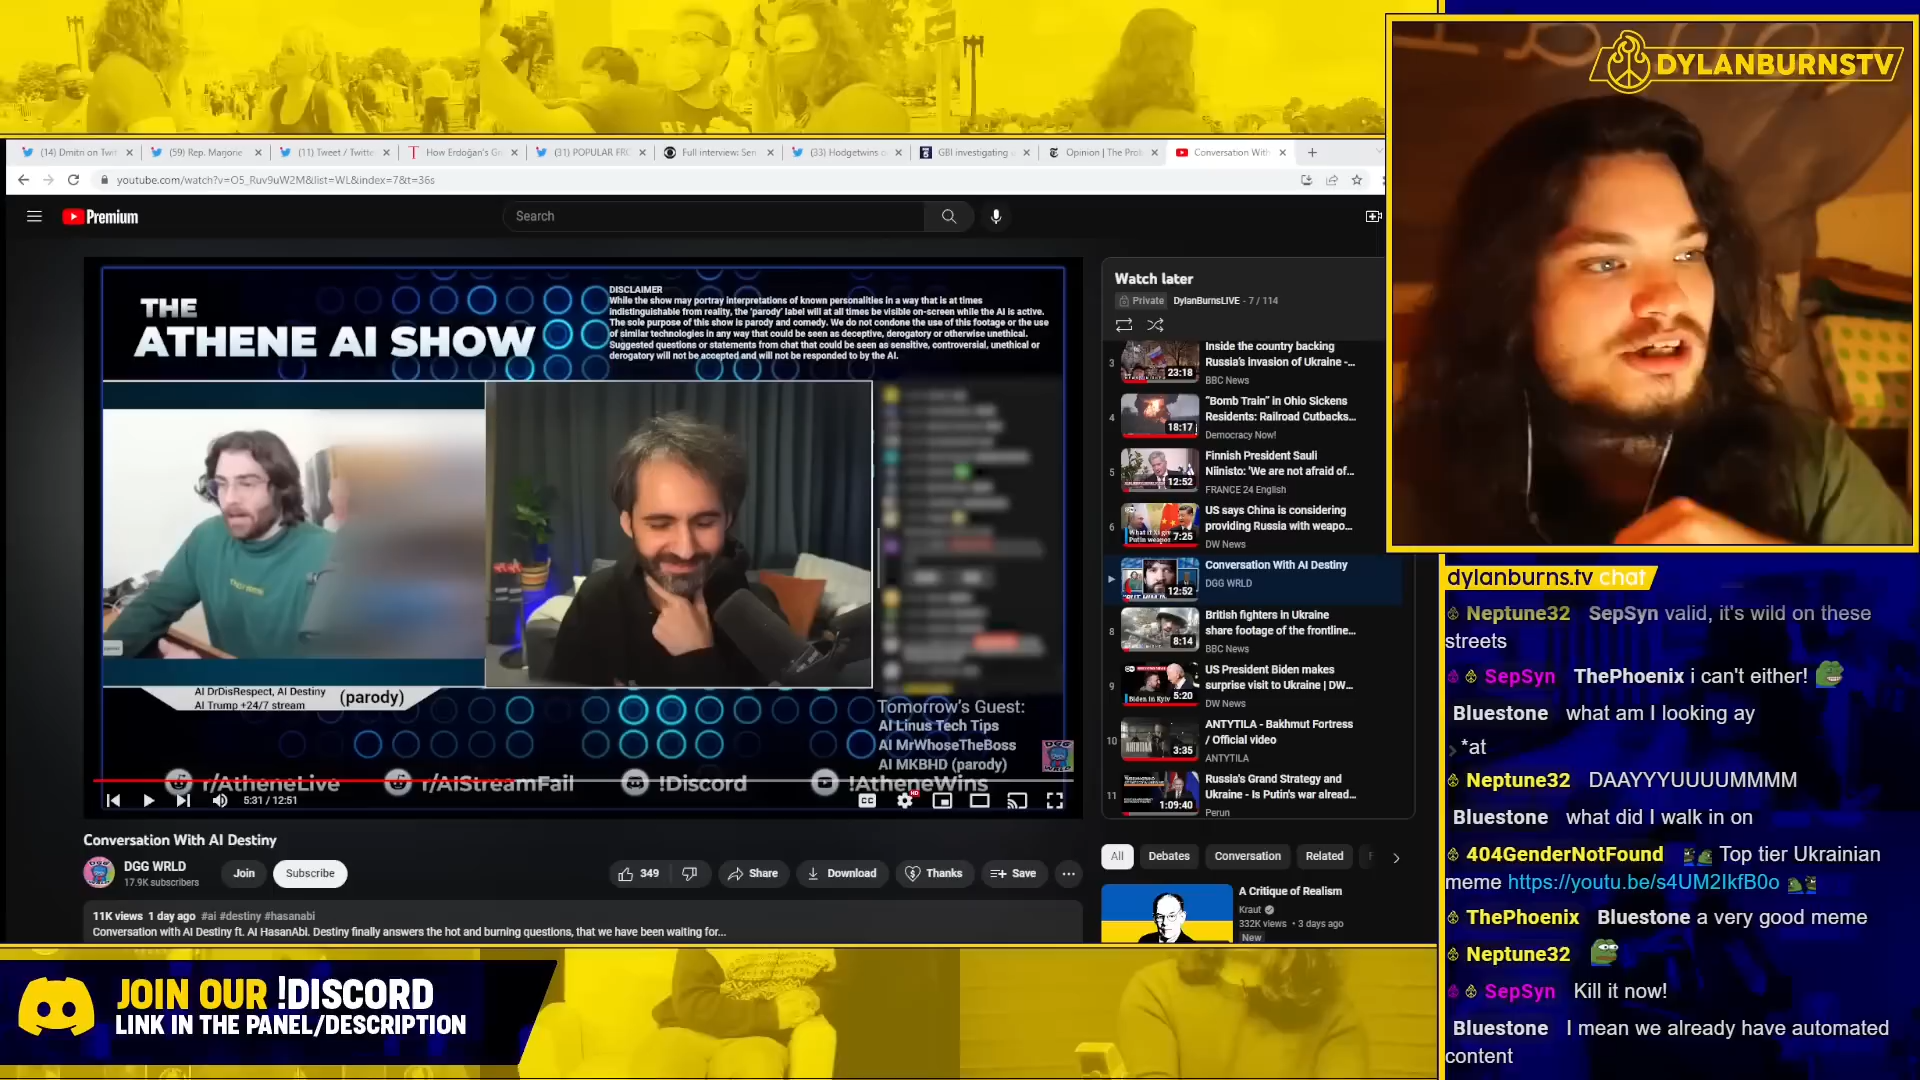 DYLANBURNSTV
(14) Dmitri on Twit
(59) Rep. Marjorie
(11) Tweet / Twitte
How Erdoğan's Gr
(31) POPULAR FRO
Full interview: Sen
(33) Hodgetwins o
GBI investigating
Opinion | The Prob
Conversation With
youtube.com/watch?v=O5_Ruv9uW2M&list=WL&index=7&t=36s
Premium
Search
THE
ATHENE AI SHOW
DISCLAIMER
While the show may portray interpretations of known personalities in a way that is at times
indistinguishable from reality, the 'parody' label will at all times be visible on-screen while the AI is active.
The sole purpose of this show is parody and comedy. We do not condone the use of this footage or the use
of similar technologies in any way that could be seen as deceptive, derogatory or otherwise unethical.
Suggested questions or statements from chat that could be seen as sensitive, controversial, unethical or
derogatory will not be accepted and will not be responded to by the AI.
AI DrDisRespect, AI Destiny
AI Trump +24/7 stream
(parody)
Tomorrow's Guest:
AI Linus Tech Tips
AI MrWhoseTheBoss
AI MKBHD (parody)
r/AtheneLive
r/AIStreamFail
!Discord
!AtheneWins
5:31 / 12:51
Conversation With AI Destiny
DGG WRLD
17.9K subscribers
Join
Subscribe
349
Share
Download
Thanks
Save
11K views 1 day ago #ai #destiny #hasanabi
Conversation with AI Destiny ft. AI HasanAbi. Destiny finally answers the hot and burning questions, that we have been waiting for...
Watch later
Private
DylanBurnsLIVE - 7 / 114
3
23:18
Inside the country backing
Russia's invasion of Ukraine -...
BBC News
4
18:17
"Bomb Train" in Ohio Sickens
Residents: Railroad Cutbacks...
Democracy Now!
5
12:52
Finnish President Sauli
Niinisto: 'We are not afraid of...
FRANCE 24 English
6
7:25
US says China is considering
providing Russia with weapo...
DW News
12:52
Conversation With AI Destiny
DGG WRLD
8
8:14
British fighters in Ukraine
share footage of the frontline...
BBC News
9
5:20
US President Biden makes
surprise visit to Ukraine | DW...
DW News
10
3:35
ANTYTILA - Bakhmut Fortress
/ Official video
ANTYTILA
11
1:09:40
Russia's Grand Strategy and
Ukraine - Is Putin's war alread...
Perun
All
Debates
Conversation
Related
A Critique of Realism
Kraut
332K views • 3 days ago
New
dylanburns.tv chat
Neptune32 SepSyn valid, it's wild on these
streets
SepSyn ThePhoenix i can't either!
Bluestone what am I looking ay
*at
Neptune32 DAAYYYUUUUMMMM
Bluestone what did I walk in on
404GenderNotFound Top tier Ukrainian
meme https://youtu.be/s4UM2IkfB0o
ThePhoenix Bluestone a very good meme
Neptune32
SepSyn Kill it now!
Bluestone I mean we already have automated
content
JOIN OUR !DISCORD
LINK IN THE PANEL/DESCRIPTION